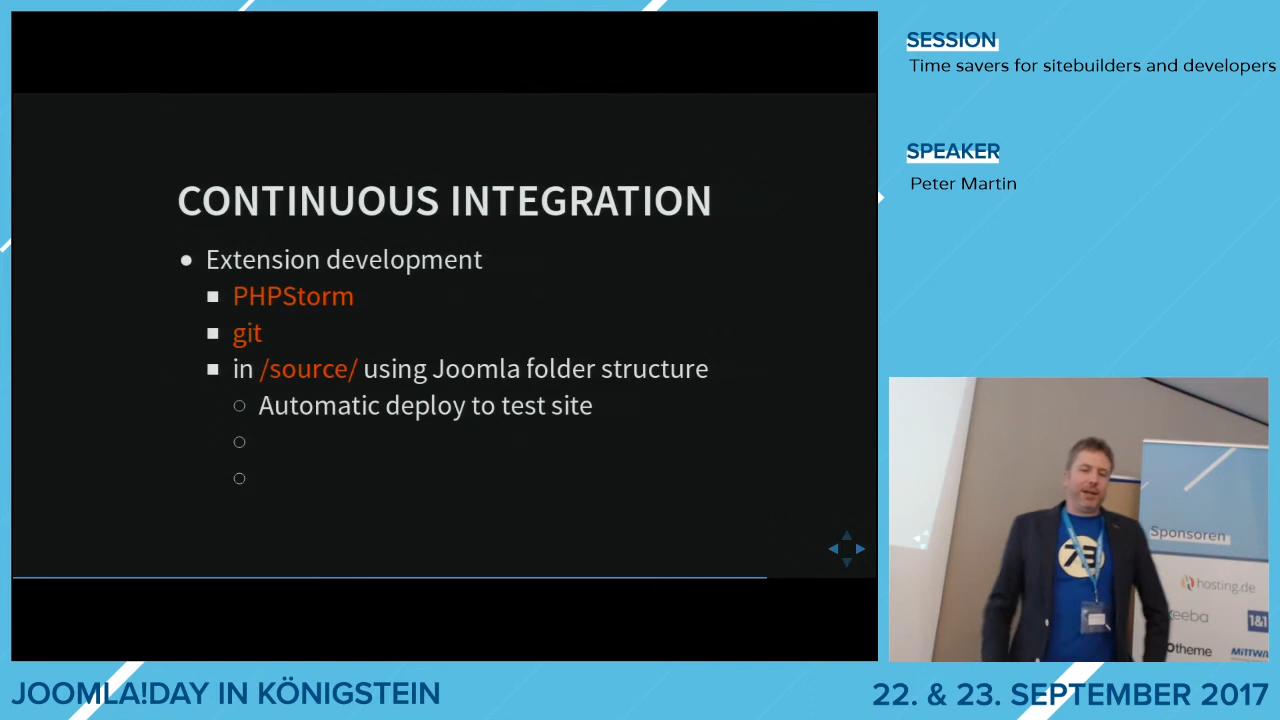 SESSION
Time savers for sitebuilders and developers
SPEAKER
Peter Martin
CONTINUOUS INTEGRATION
Extension development
PHPStorm
git
in /source/ using Joomla folder structure
Automatic deploy to test site
73
Sponsoren
hosting.de
1&1
JOOMLA!DAY IN KÖNIGSTEIN
22. & 23. SEPTEMBER 2017